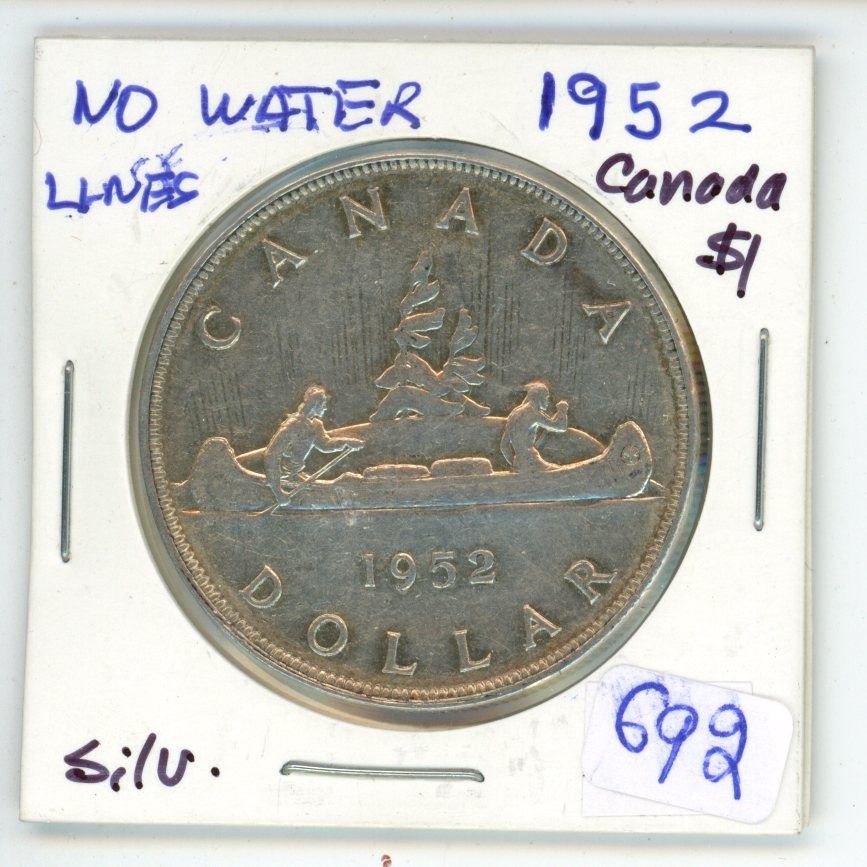 NO WATER 1952
LINES Canada
$1
CANADA
1952
DOLLAR
Silv.
692